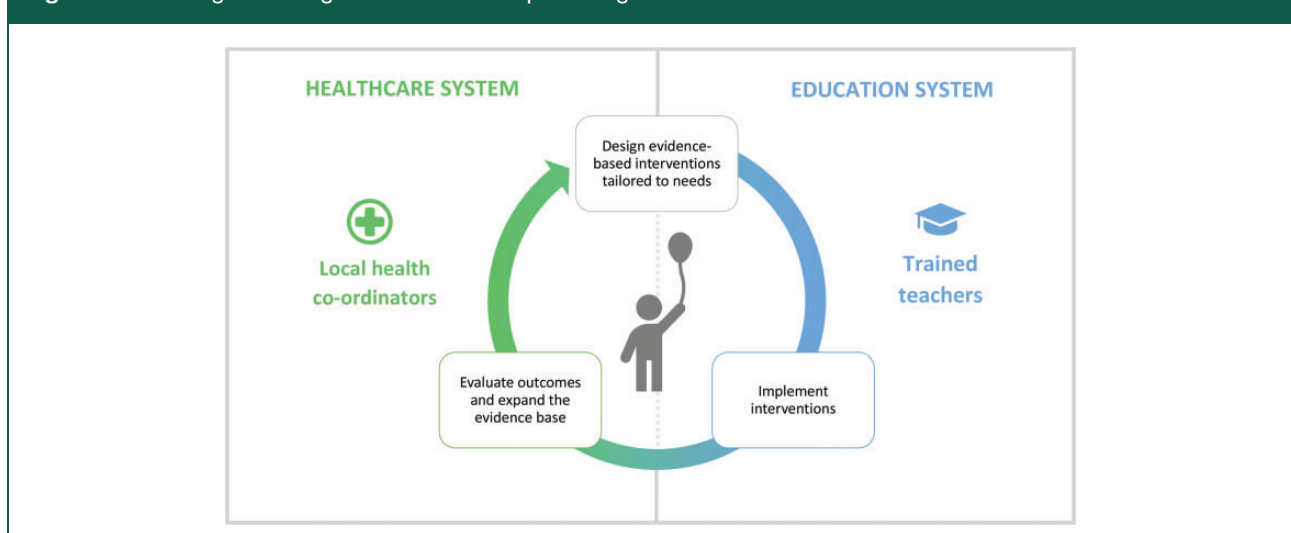 HEALTHCARE SYSTEM
EDUCATION SYSTEM
Design evidence-
based interventions
tailored to needs
Local health
co-ordinators
Trained
teachers
Evaluate outcomes
and expand the
evidence base
Implement
interventions